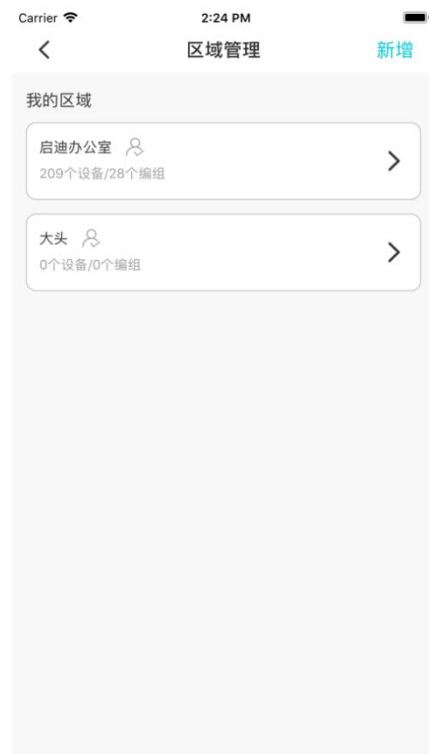 Carrier 2:24 PM
区域管理 新增
我的区域
启迪办公室
209个设备/28个编组
大头
0个设备/0个编组